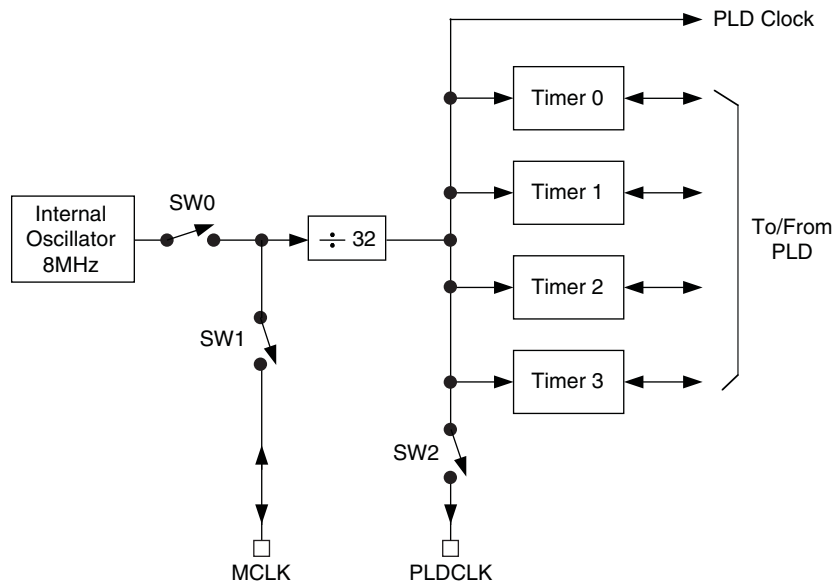 PLD Clock
Timer 0
Timer 1
SW0
Internal
Oscillator
8MHz
÷ 32
To/From
PLD
Timer 2
SW1
Timer 3
SW2
MCLK
PLDCLK